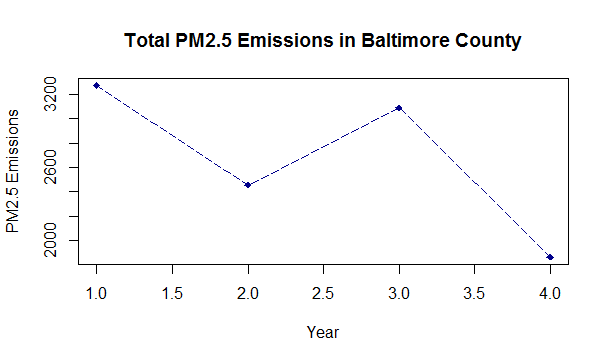 Total PM2.5 Emissions in Baltimore County
PM2.5 Emissions
3200
2600
2000
1.0 1.5 2.0 2.5 3.0 3.5 4.0
Year